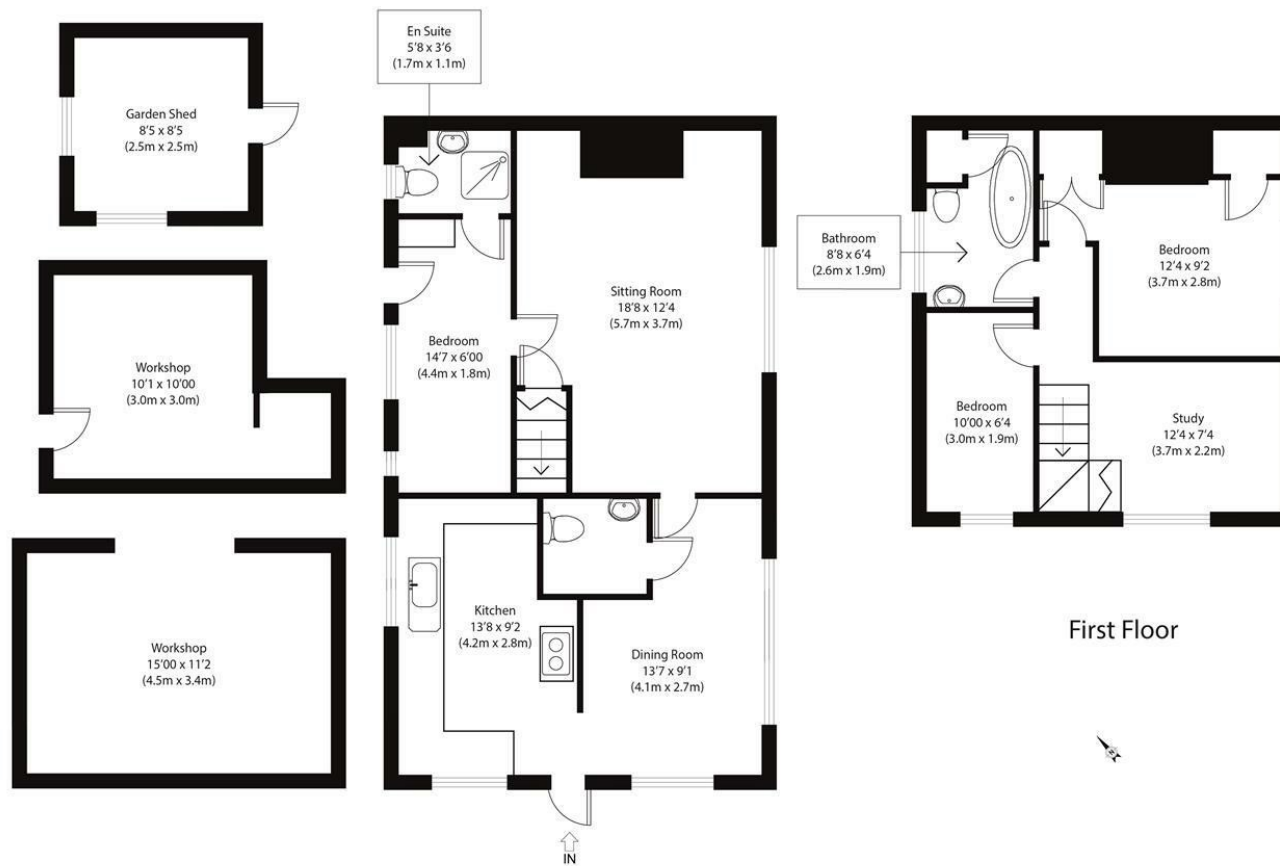 En Suite
5'8 x 3'6
(1.7m x 1.1m)
Garden Shed
8'5 x 8'5
(2.5m x 2.5m)
Workshop
10'1 x 10'00
(3.0m x 3.0m)
Workshop
15'00 x 11'2
(4.5m x 3.4m)
Sitting Room
18'8 x 12'4
(5.7m x 3.7m)
Bedroom
14'7 x 6'00
(4.4m x 1.8m)
Kitchen
13'8 x 9'2
(4.2m x 2.8m)
Dining Room
13'7 x 9'1
(4.1m x 2.7m)
IN
Bathroom
8'8 x 6'4
(2.6m x 1.9m)
Bedroom
12'4 x 9'2
(3.7m x 2.8m)
Bedroom
10'00 x 6'4
(3.0m x 1.9m)
Study
12'4 x 7'4
(3.7m x 2.2m)
First Floor